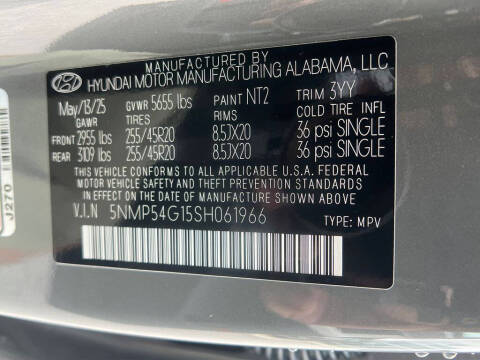 MANUFACTURED BY
HYUNDAI MOTOR MANUFACTURING ALABAMA, LLC
May/13/25 GVWR 5655 lbs PAINT NT2 TRIM 3YY
GAWR TIRES RIMS COLD TIRE INFL
FRONT 2955 lbs 255/45R20 8.5JX20 36 psi SINGLE
REAR 3109 lbs 255/45R20 8.5JX20 36 psi SINGLE
THIS VEHICLE CONFORMS TO ALL APPLICABLE U.S.A. FEDERAL
MOTOR VEHICLE SAFETY AND THEFT PREVENTION STANDARDS
IN EFFECT ON THE DATE OF MANUFACTURE SHOWN ABOVE
V.I.N 5NMP54G15SH061966
TYPE: MPV
J270